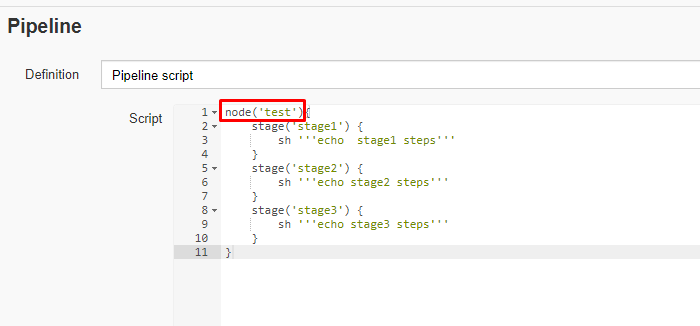 Pipeline
Definition Pipeline script
Script
1 node('test'){
2     stage('stage1') {
3         sh '''echo  stage1 steps'''
4     }
5     stage('stage2') {
6         sh '''echo stage2 steps'''
7     }
8     stage('stage3') {
9         sh '''echo stage3 steps'''
10     }
11 }